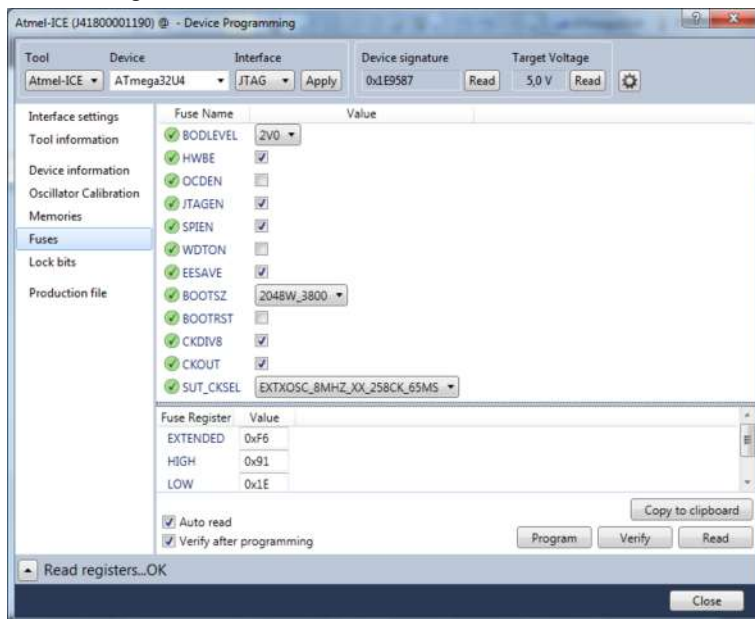 Atmel-ICE (J41800001190) @ - Device Programming
Tool Device Interface Device signature Target Voltage
Atmel-ICE ATmega32U4 JTAG Apply 0x1E9587 Read 5,0 V Read
Interface settings
Tool information
Device information
Oscillator Calibration
Memories
Fuses
Lock bits
Production file
Fuse Name Value
BODLEVEL 2V0
HWBE
OCDEN
JTAGEN
SPIEN
WDTON
EESAVE
BOOTSZ 2048W_3800
BOOTRST
CKDIV8
CKOUT
SUT_CKSEL EXTXOSC_8MHZ_XX_258CK_65MS
Fuse Register Value
EXTENDED 0xF6
HIGH 0x91
LOW 0x1E
Copy to clipboard
Auto read
Verify after programming
Program Verify Read
Read registers...OK
Close